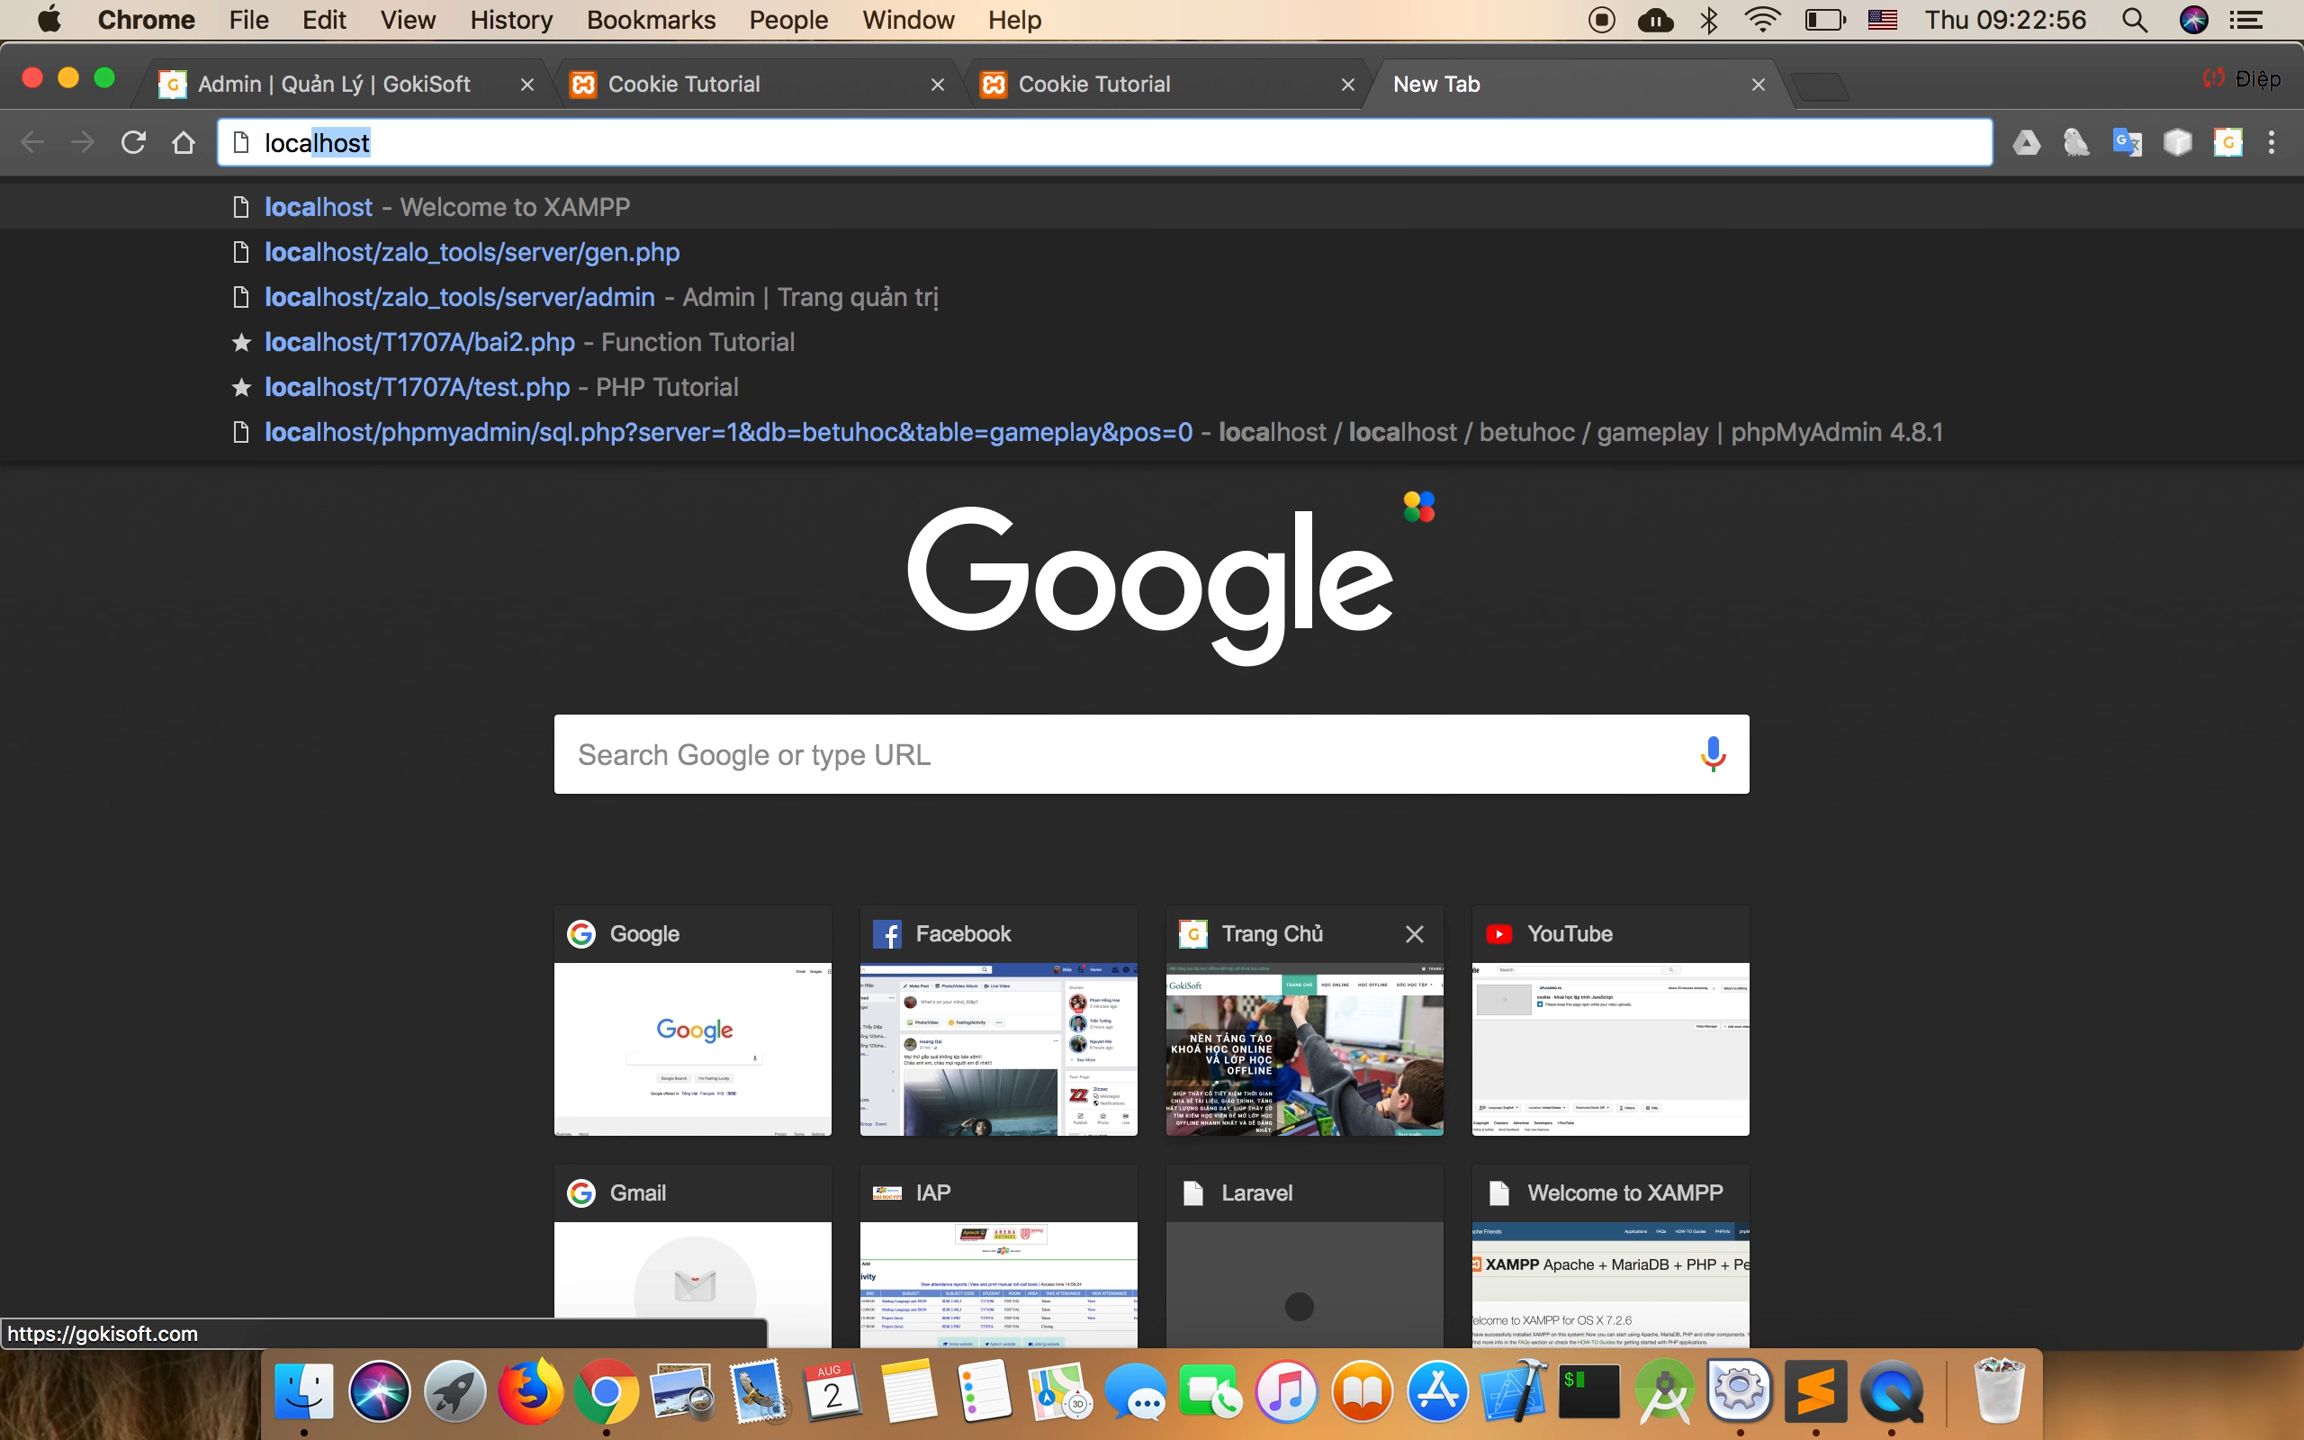 Chrome File Edit View History Bookmarks People Window Help Thu 09:22:56
Admin | Quản Lý | GokiSoft Cookie Tutorial Cookie Tutorial New Tab Điệp
localhost
localhost - Welcome to XAMPP
localhost/zalo_tools/server/gen.php
localhost/zalo_tools/server/admin - Admin | Trang quản trị
localhost/T1707A/bai2.php - Function Tutorial
localhost/T1707A/test.php - PHP Tutorial
localhost/phpmyadmin/sql.php?server=1&db=betuhoc&table=gameplay&pos=0 - localhost / localhost / betuhoc / gameplay | phpMyAdmin 4.8.1
Google
Search Google or type URL
Google Facebook Trang Chủ YouTube
Google
GokiSoft
NỀN TẢNG TẠO
KHOÁ HỌC ONLINE
VÀ LỚP HỌC
OFFLINE
Gmail IAP Laravel Welcome to XAMPP
XAMPP Apache + MariaDB + PHP + Pe
elcome to XAMPP for OS X 7.2.6
https://gokisoft.com
AUG
2
3D